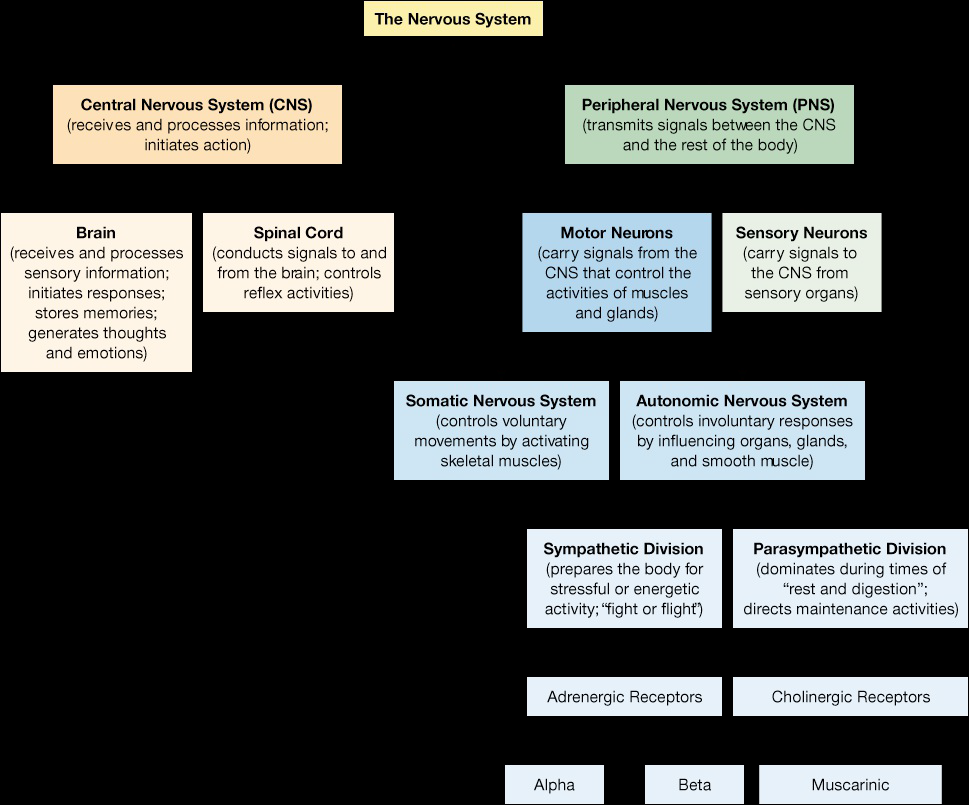 The Nervous System
Central Nervous System (CNS)
(receives and processes information;
initiates action)
Peripheral Nervous System (PNS)
(transmits signals between the CNS
and the rest of the body)
Brain
(receives and processes
sensory information;
initiates responses;
stores memories;
generates thoughts
and emotions)
Spinal Cord
(conducts signals to and
from the brain; controls
reflex activities)
Motor Neurons
(carry signals from the
CNS that control the
activities of muscles
and glands)
Sensory Neurons
(carry signals to
the CNS from
sensory organs)
Somatic Nervous System
(controls voluntary
movements by activating
skeletal muscles)
Autonomic Nervous System
(controls involuntary responses
by influencing organs, glands,
and smooth muscle)
Sympathetic Division
(prepares the body for
stressful or energetic
activity; “fight or flight”)
Parasympathetic Division
(dominates during times of
“rest and digestion”;
directs maintenance activities)
Adrenergic Receptors
Cholinergic Receptors
Alpha
Beta
Muscarinic